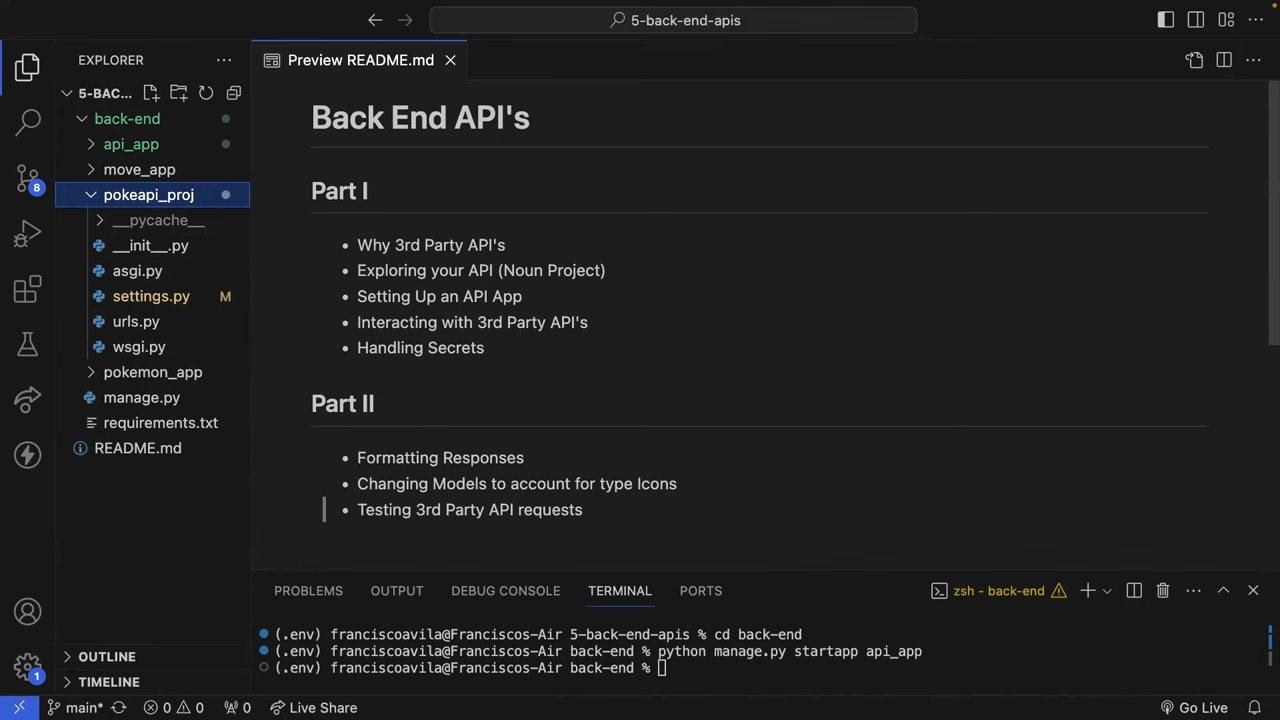 5-back-end-apis
EXPLORER
Preview README.md
5-BAC...
back-end
api_app
move_app
pokeapi_proj
__pycache__
__init__.py
asgi.py
settings.py M
urls.py
wsgi.py
pokemon_app
manage.py
requirements.txt
README.md
OUTLINE
TIMELINE
8
1
Back End API's
Part I
Why 3rd Party API's
Exploring your API (Noun Project)
Setting Up an API App
Interacting with 3rd Party API's
Handling Secrets
Part II
Formatting Responses
Changing Models to account for type Icons
Testing 3rd Party API requests
PROBLEMS OUTPUT DEBUG CONSOLE TERMINAL PORTS
zsh - back-end
(.env) franciscoavila@Franciscos-Air 5-back-end-apis % cd back-end
(.env) franciscoavila@Franciscos-Air back-end % python manage.py startapp api_app
(.env) franciscoavila@Franciscos-Air back-end %
main* 0 0 0 Live Share Go Live